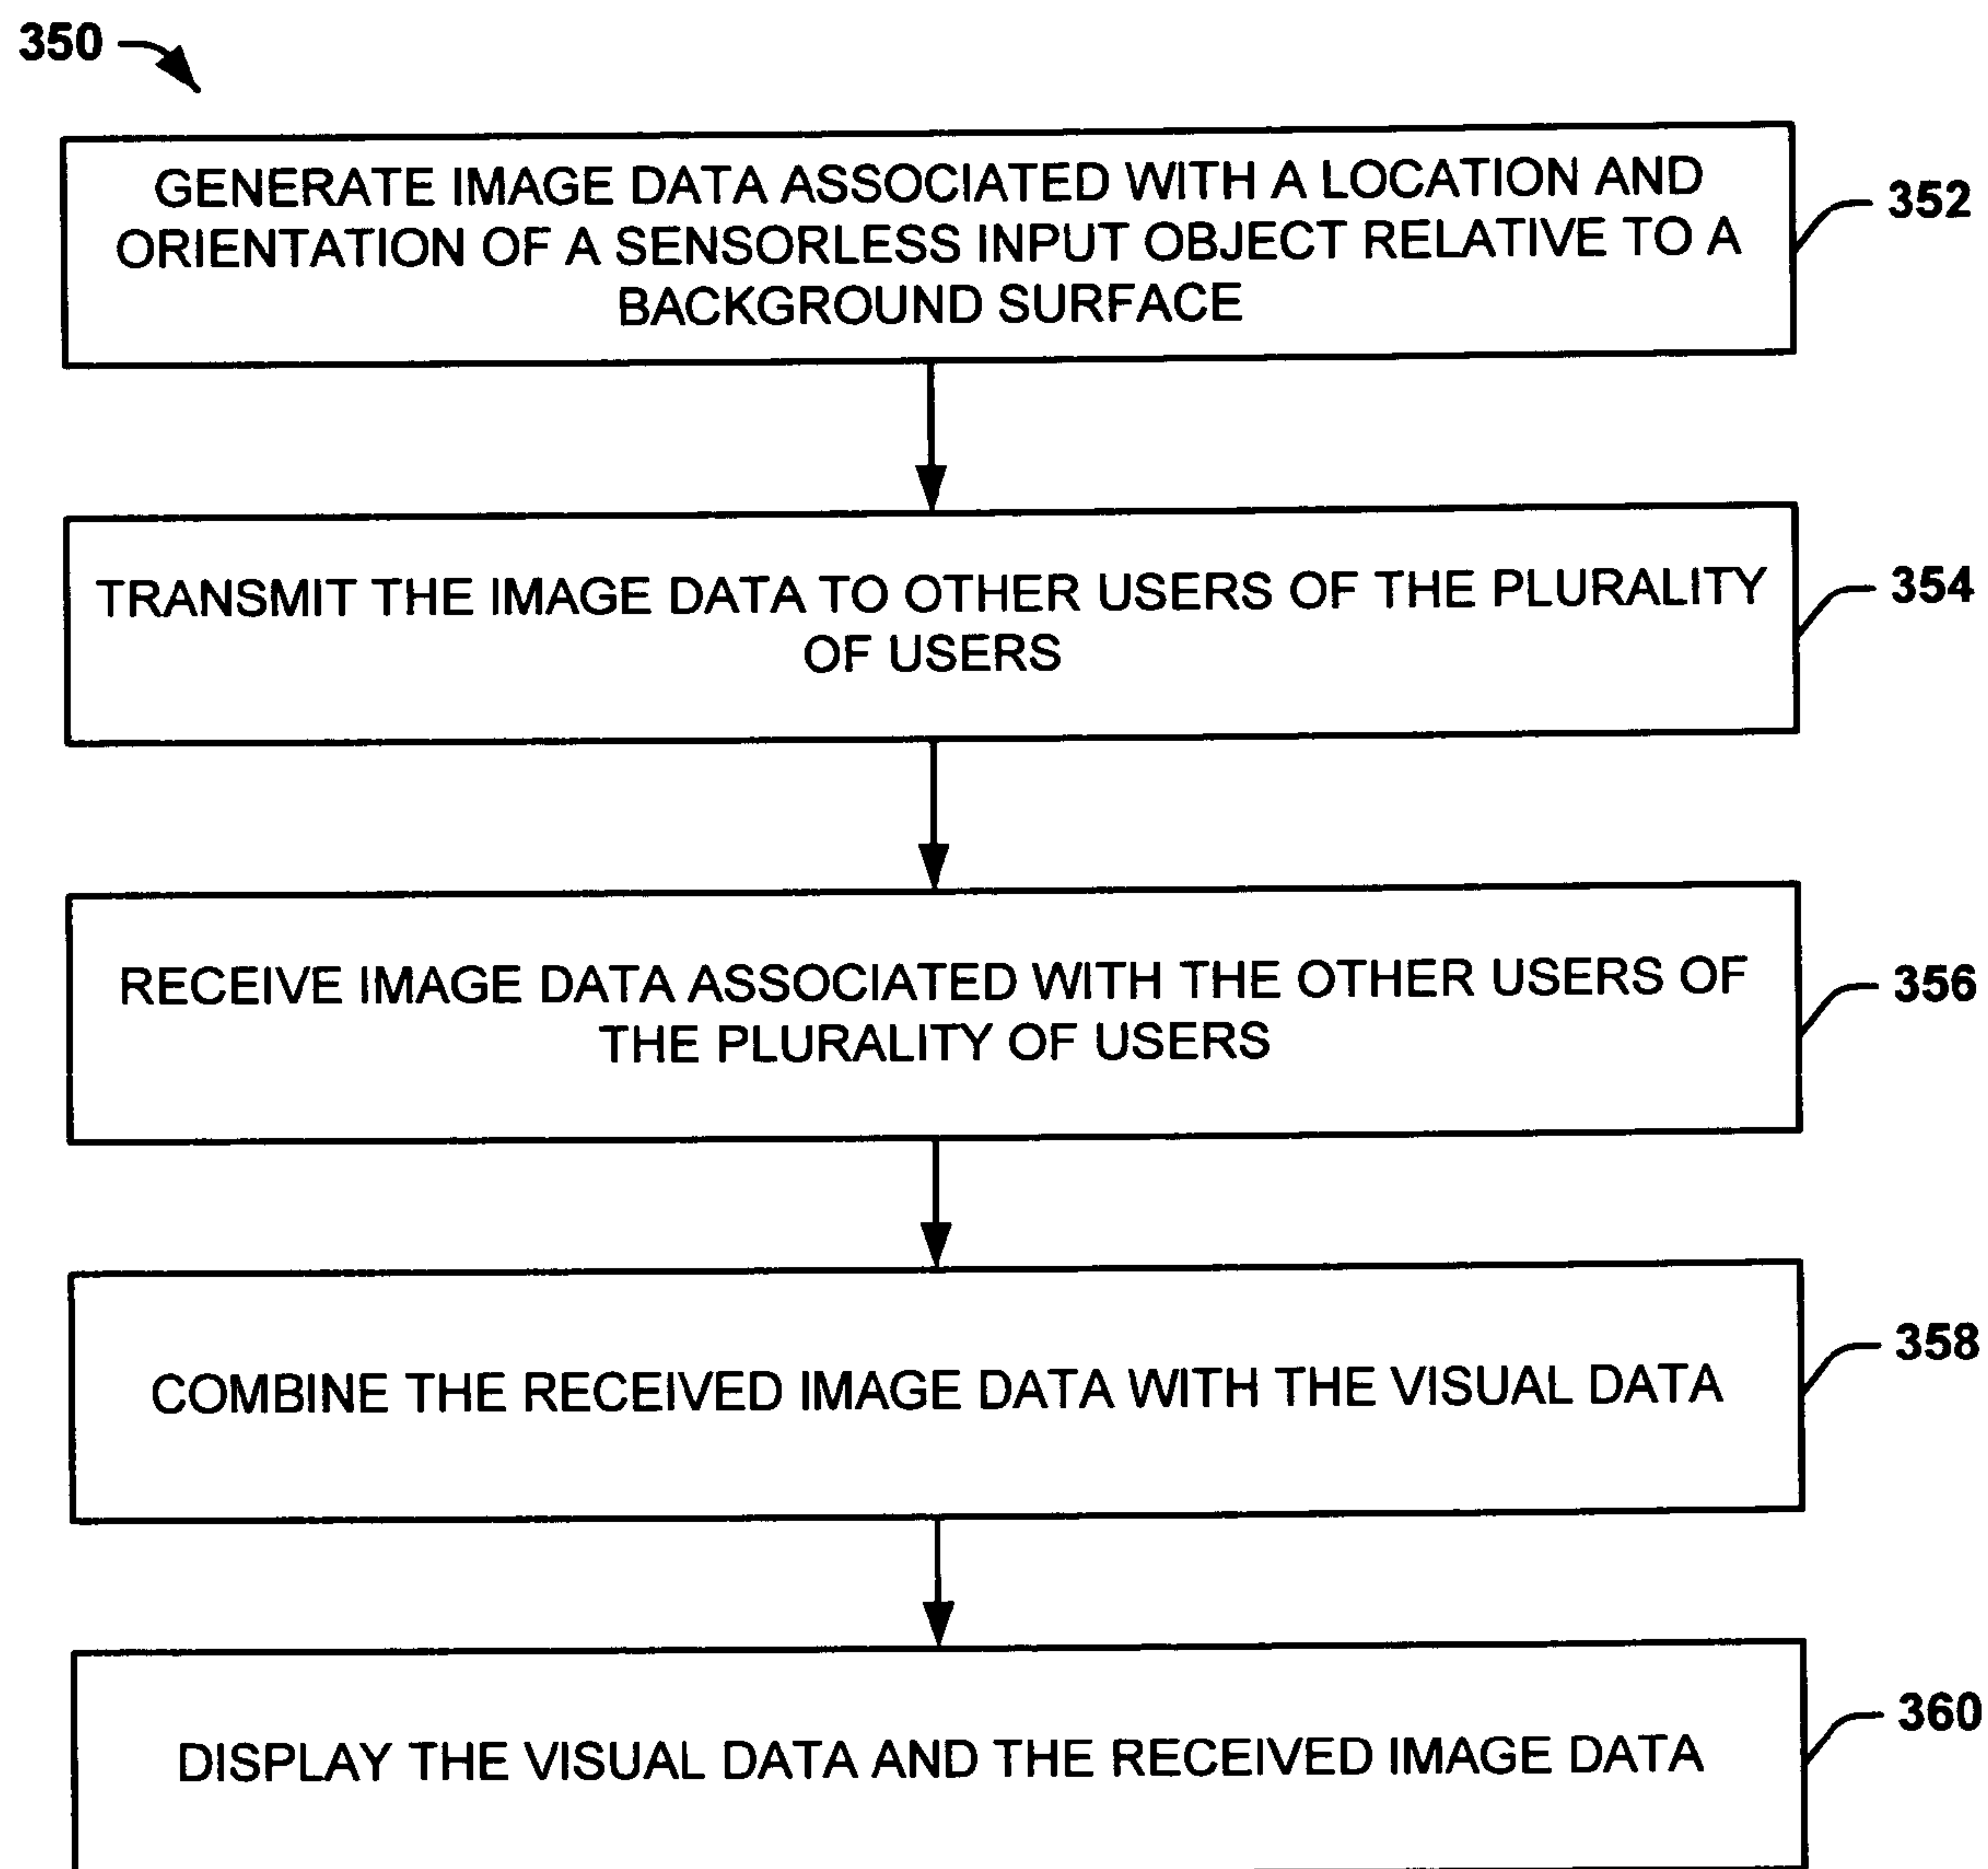 350
GENERATE IMAGE DATA ASSOCIATED WITH A LOCATION AND
ORIENTATION OF A SENSORLESS INPUT OBJECT RELATIVE TO A
BACKGROUND SURFACE
352
TRANSMIT THE IMAGE DATA TO OTHER USERS OF THE PLURALITY
OF USERS
354
RECEIVE IMAGE DATA ASSOCIATED WITH THE OTHER USERS OF
THE PLURALITY OF USERS
356
COMBINE THE RECEIVED IMAGE DATA WITH THE VISUAL DATA
358
DISPLAY THE VISUAL DATA AND THE RECEIVED IMAGE DATA
360